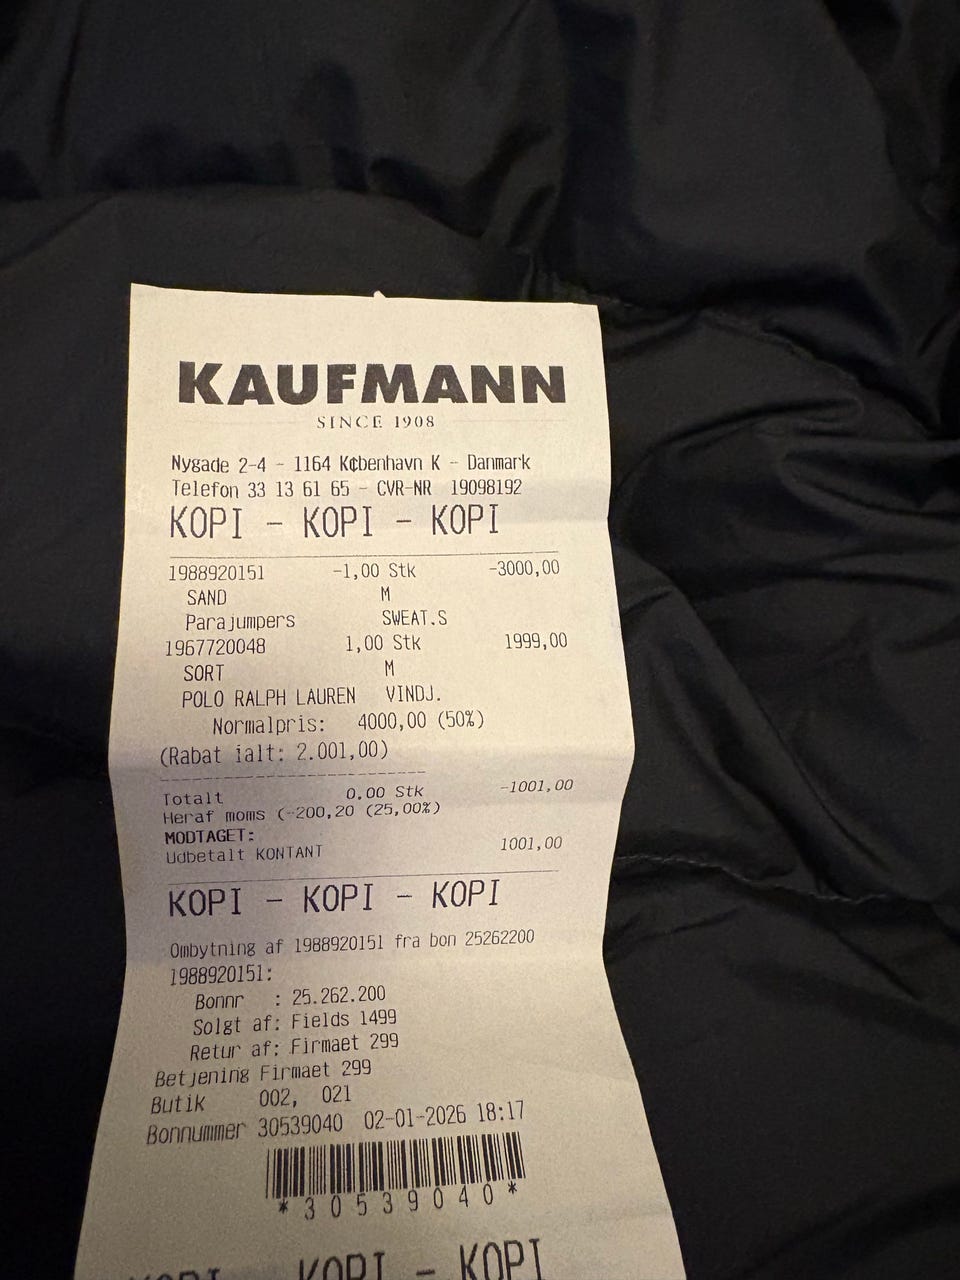 KAUFMANN
SINCE 1908
Nygade 2-4 - 1164 K¢benhavn K - Danmark
Telefon 33 13 61 65 - CVR-NR 19098192
KOPI - KOPI - KOPI
1988920151 -1,00 Stk -3000,00
SAND M
Parajumpers SWEAT.S
1967720048 1,00 Stk 1999,00
SORT M
POLO RALPH LAUREN VINDJ.
Normalpris: 4000,00 (50%)
(Rabat ialt: 2.001,00)
Totalt 0,00 Stk -1001,00
Heraf moms (-200,20 (25,00%)
MODTAGET:
Udbetalt KONTANT 1001,00
KOPI - KOPI - KOPI
Ombytning af 1988920151 fra bon 25262200
1988920151:
Bonnr : 25.262.200
Solgt af: Fields 1499
Retur af: Firmaet 299
Betjening Firmaet 299
Butik 002, 021
Bonnummer 30539040 02-01-2026 18:17
*30539040*
KOPI - KOPI - KOPI